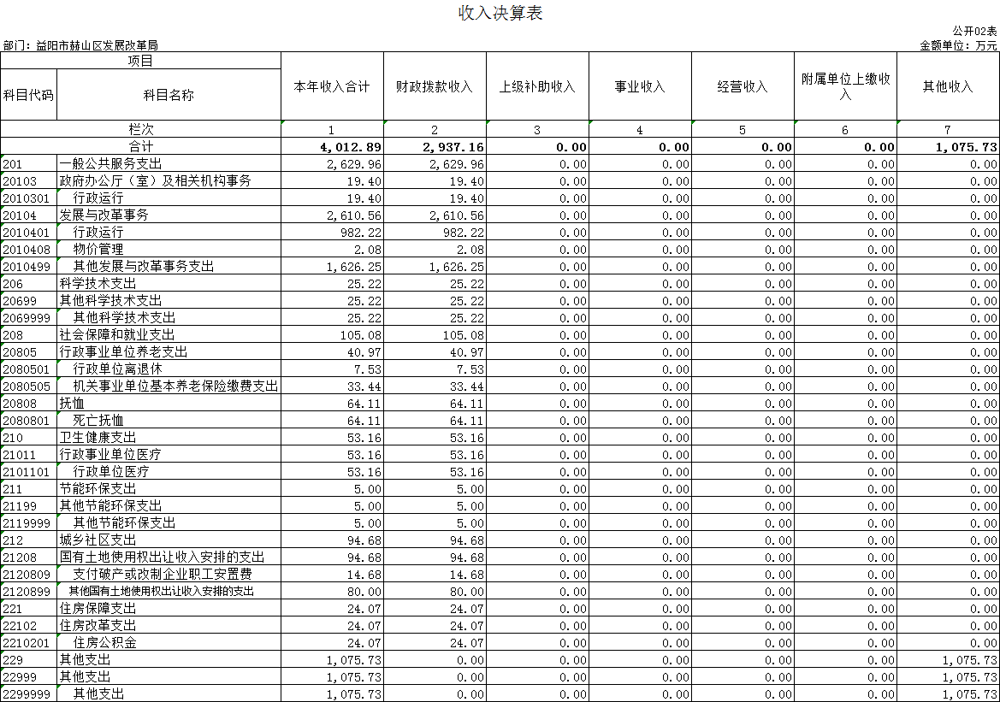 收入决算表
公开02表
部门：益阳市赫山区发展改革局 金额单位：万元
项目 本年收入合计 财政拨款收入 上级补助收入 事业收入 经营收入 附属单位上缴收入 其他收入
科目代码 科目名称
栏次 1 2 3 4 5 6 7
合计 4,012.89 2,937.16 0.00 0.00 0.00 0.00 1,075.73
201 一般公共服务支出 2,629.96 2,629.96 0.00 0.00 0.00 0.00 0.00
20103 政府办公厅（室）及相关机构事务 19.40 19.40 0.00 0.00 0.00 0.00 0.00
2010301 行政运行 19.40 19.40 0.00 0.00 0.00 0.00 0.00
20104 发展与改革事务 2,610.56 2,610.56 0.00 0.00 0.00 0.00 0.00
2010401 行政运行 982.22 982.22 0.00 0.00 0.00 0.00 0.00
2010408 物价管理 2.08 2.08 0.00 0.00 0.00 0.00 0.00
2010499 其他发展与改革事务支出 1,626.25 1,626.25 0.00 0.00 0.00 0.00 0.00
206 科学技术支出 25.22 25.22 0.00 0.00 0.00 0.00 0.00
20699 其他科学技术支出 25.22 25.22 0.00 0.00 0.00 0.00 0.00
2069999 其他科学技术支出 25.22 25.22 0.00 0.00 0.00 0.00 0.00
208 社会保障和就业支出 105.08 105.08 0.00 0.00 0.00 0.00 0.00
20805 行政事业单位养老支出 40.97 40.97 0.00 0.00 0.00 0.00 0.00
2080501 行政单位离退休 7.53 7.53 0.00 0.00 0.00 0.00 0.00
2080505 机关事业单位基本养老保险缴费支出 33.44 33.44 0.00 0.00 0.00 0.00 0.00
20808 抚恤 64.11 64.11 0.00 0.00 0.00 0.00 0.00
2080801 死亡抚恤 64.11 64.11 0.00 0.00 0.00 0.00 0.00
210 卫生健康支出 53.16 53.16 0.00 0.00 0.00 0.00 0.00
21011 行政事业单位医疗 53.16 53.16 0.00 0.00 0.00 0.00 0.00
2101101 行政单位医疗 53.16 53.16 0.00 0.00 0.00 0.00 0.00
211 节能环保支出 5.00 5.00 0.00 0.00 0.00 0.00 0.00
21199 其他节能环保支出 5.00 5.00 0.00 0.00 0.00 0.00 0.00
2119999 其他节能环保支出 5.00 5.00 0.00 0.00 0.00 0.00 0.00
212 城乡社区支出 94.68 94.68 0.00 0.00 0.00 0.00 0.00
21208 国有土地使用权出让收入安排的支出 94.68 94.68 0.00 0.00 0.00 0.00 0.00
2120809 支付破产或改制企业职工安置费 14.68 14.68 0.00 0.00 0.00 0.00 0.00
2120899 其他国有土地使用权出让收入安排的支出 80.00 80.00 0.00 0.00 0.00 0.00 0.00
221 住房保障支出 24.07 24.07 0.00 0.00 0.00 0.00 0.00
22102 住房改革支出 24.07 24.07 0.00 0.00 0.00 0.00 0.00
2210201 住房公积金 24.07 24.07 0.00 0.00 0.00 0.00 0.00
229 其他支出 1,075.73 0.00 0.00 0.00 0.00 0.00 1,075.73
22999 其他支出 1,075.73 0.00 0.00 0.00 0.00 0.00 1,075.73
2299999 其他支出 1,075.73 0.00 0.00 0.00 0.00 0.00 1,075.73